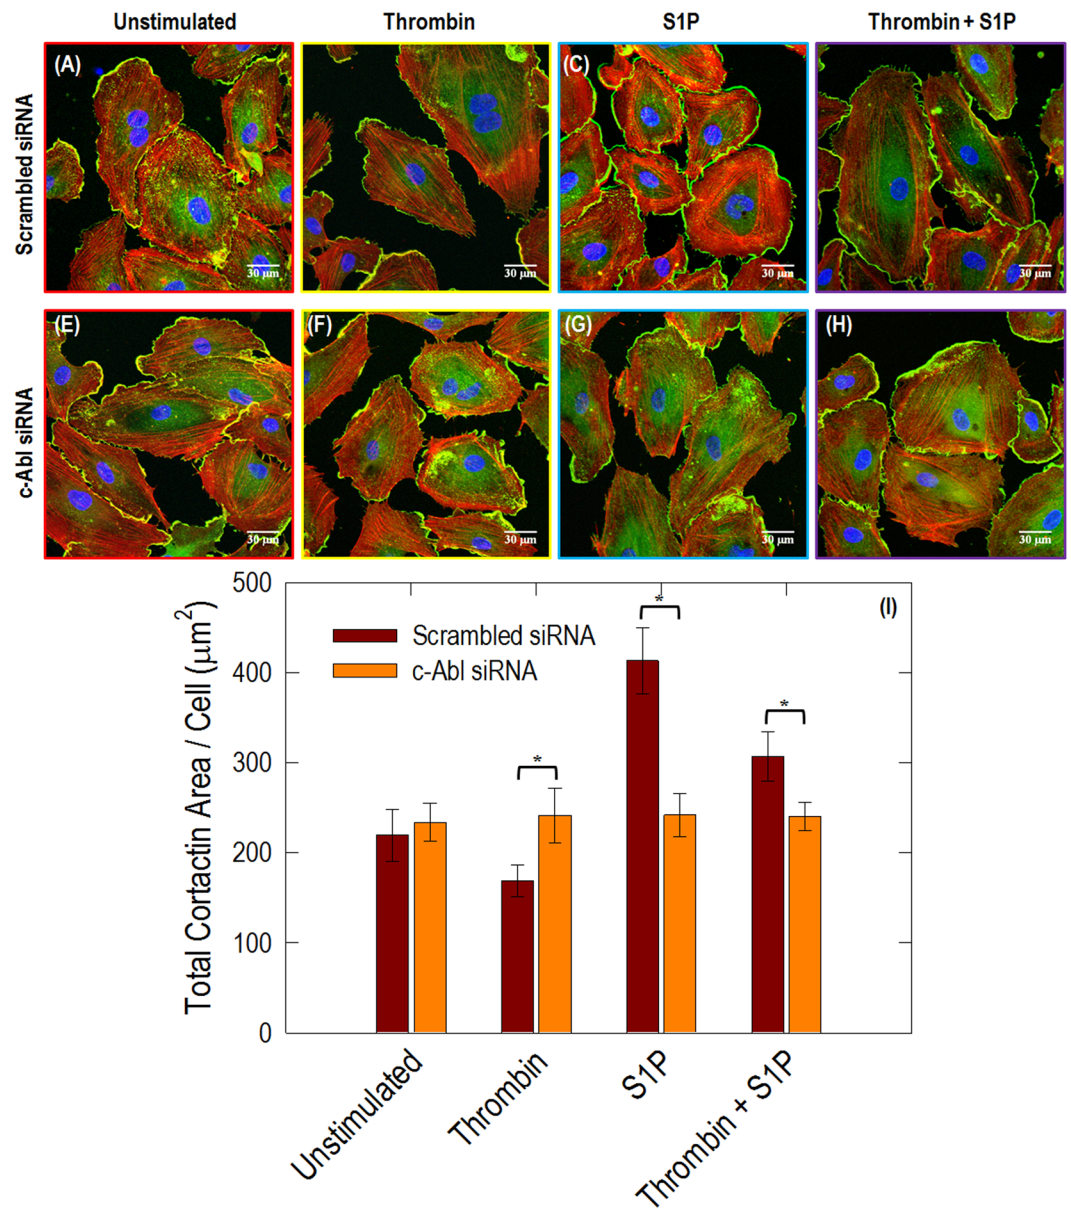 Unstimulated Thrombin S1P Thrombin + S1P
Scrambled siRNA
(A) (C)
30 μm 30 μm 30 μm 30 μm
c-Abl siRNA
(E) (F) (G) (H)
30 μm 30 μm 30 μm 30 μm
(I)
Total Cortactin Area / Cell (μm²)
500
400
300
200
100
0
Scrambled siRNA
c-Abl siRNA
* * *
Unstimulated
Thrombin
S1P
Thrombin + S1P